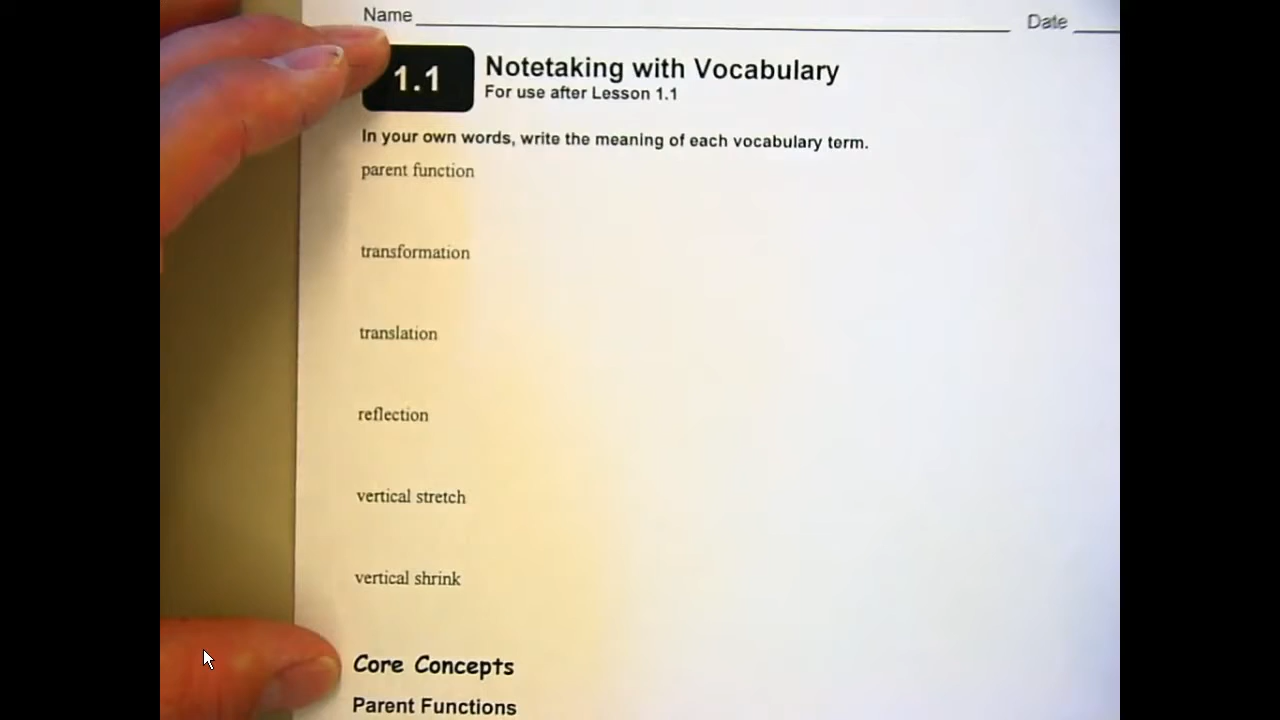 Name Date
1.1 Notetaking with Vocabulary
For use after Lesson 1.1
In your own words, write the meaning of each vocabulary term.
parent function
transformation
translation
reflection
vertical stretch
vertical shrink
Core Concepts
Parent Functions